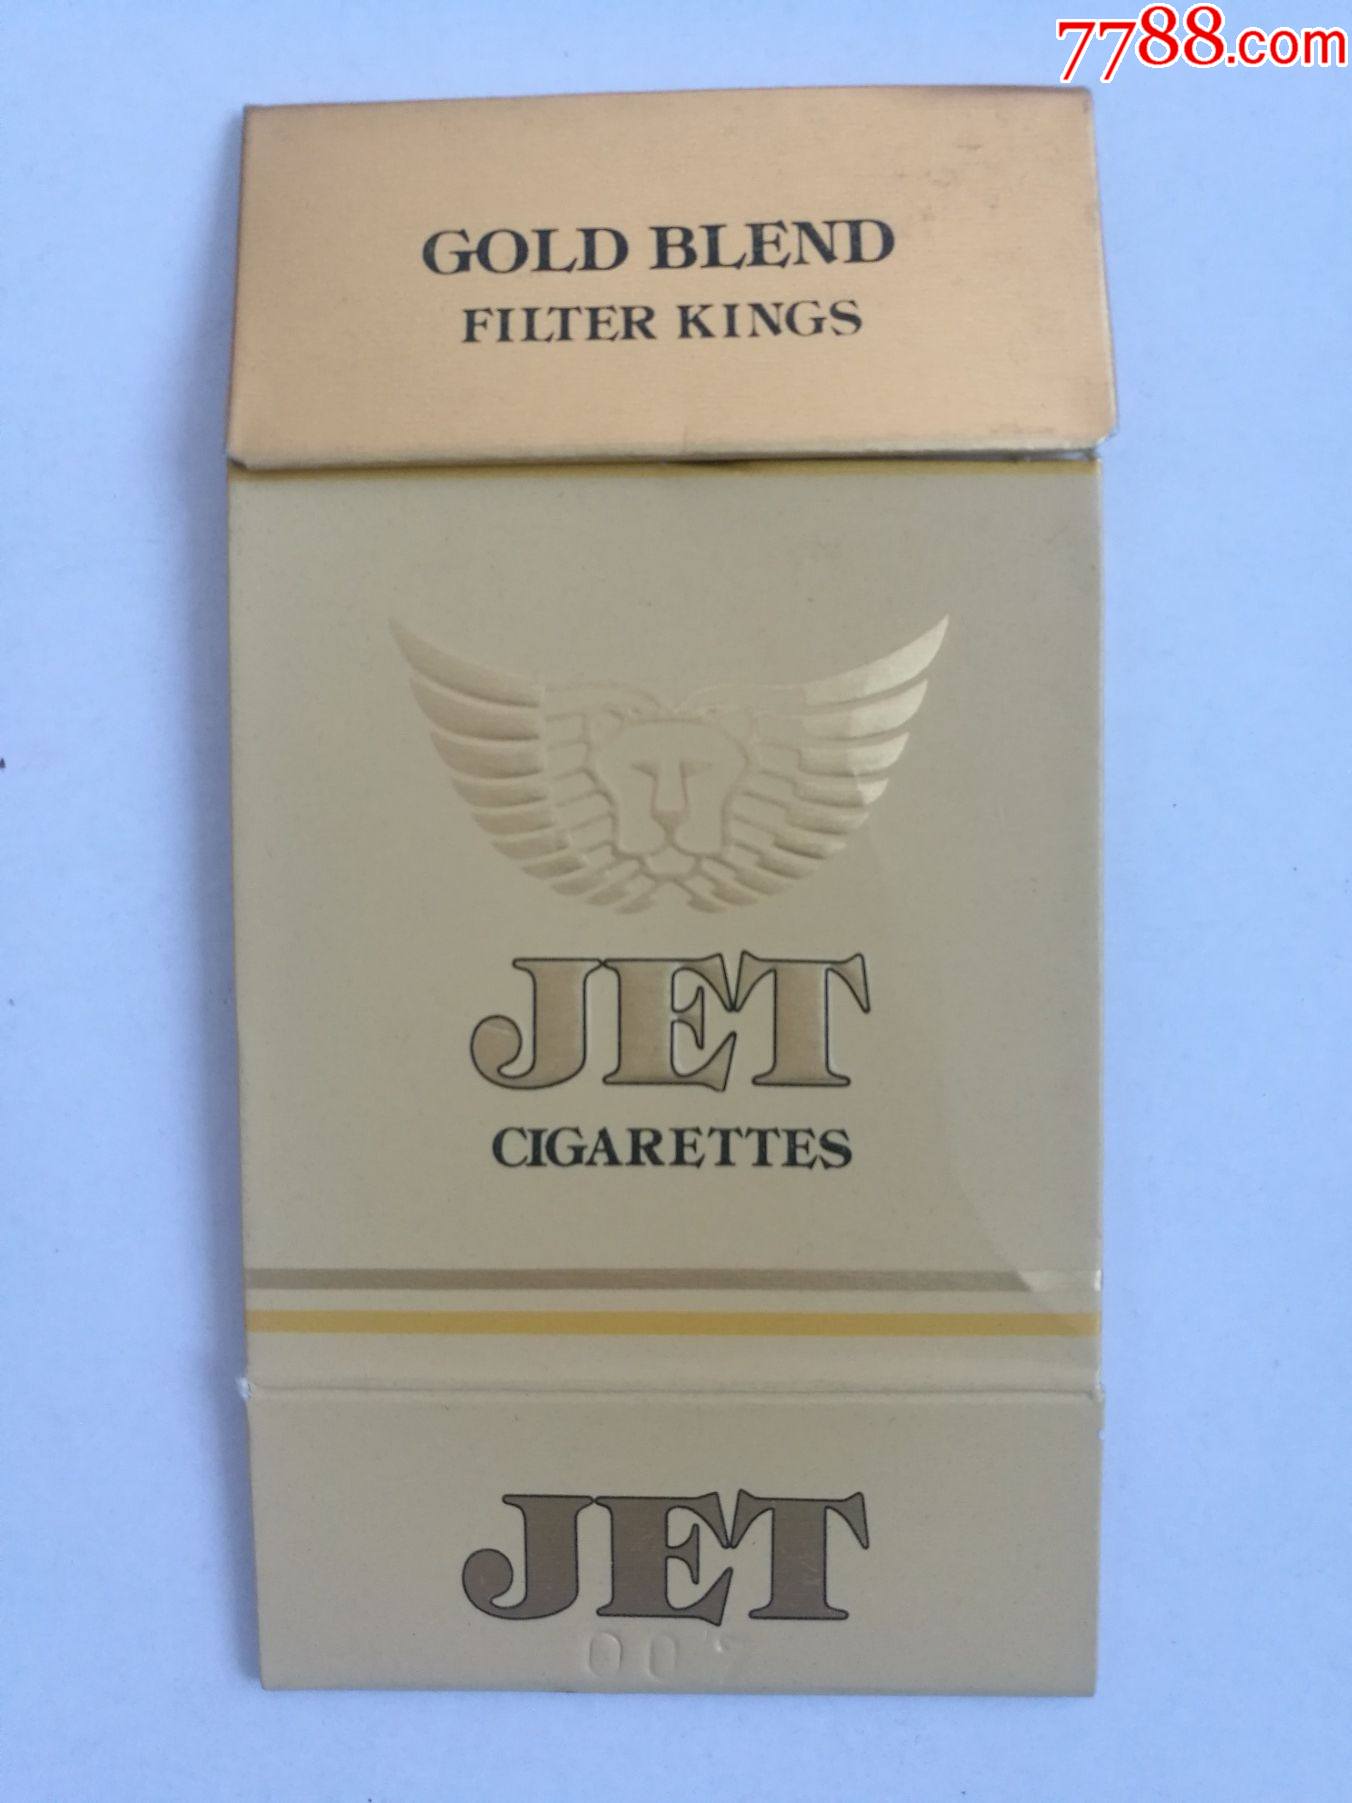 7788.com
GOLD BLEND
FILTER KINGS
JET
CIGARETTES
JET